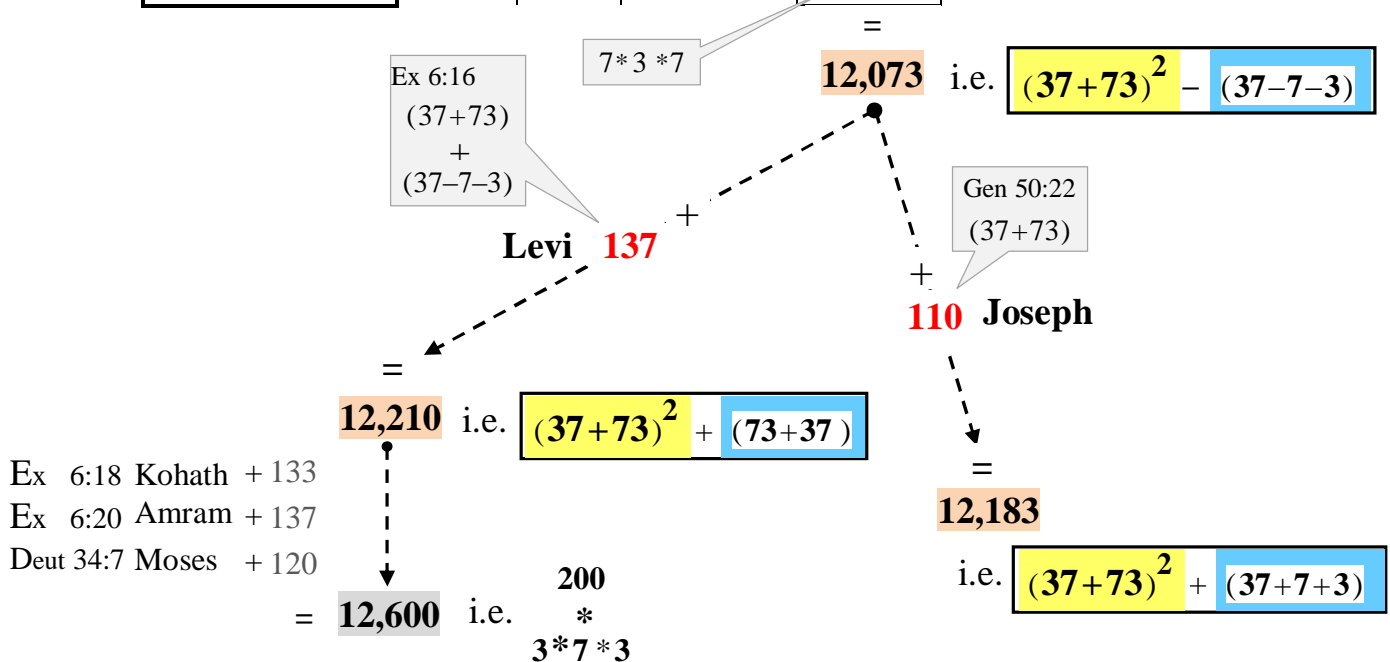 =
7*3 *7
12,073 i.e. (37+73)² − (37–7–3)
Ex 6:16
(37+73)
+
(37–7–3)
+
Levi 137
Gen 50:22
(37+73)
+
110 Joseph
=
12,210 i.e. (37+73)² + (73+37 )
=
12,183
i.e. (37+73)² + (37+7+3)
Ex 6:18 Kohath + 133
Ex 6:20 Amram + 137
Deut 34:7 Moses + 120
= 12,600 i.e.
200
*
3*7 *3